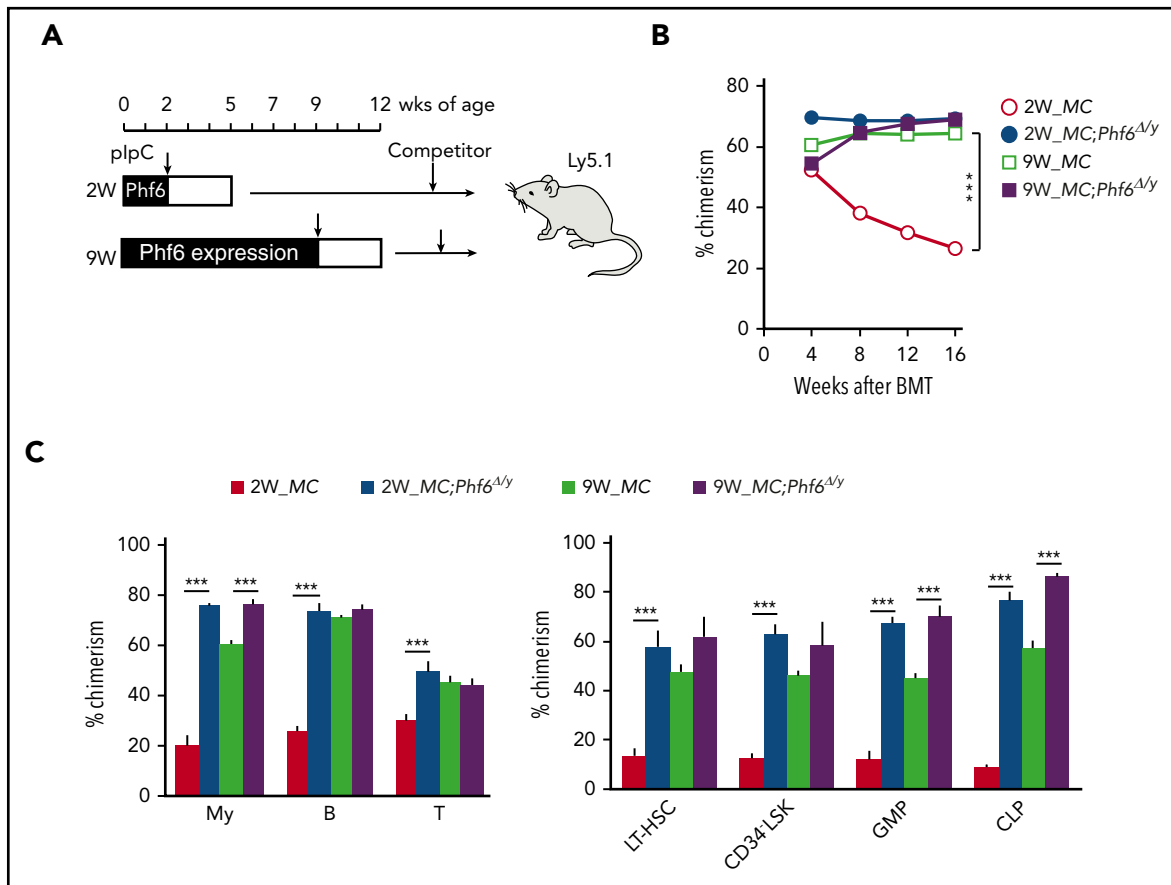 A
0 2 5 7 9 12 wks of age
pIpC
Competitor
Ly5.1
2W Phf6
9W Phf6 expression
B
80
60
40
20
0
% chimerism
0 4 8 12 16
Weeks after BMT
2W_MC
2W_MC;Phf6Δ/y
9W_MC
9W_MC;Phf6Δ/y
***
C
2W_MC 2W_MC;Phf6Δ/y 9W_MC 9W_MC;Phf6Δ/y
100
80
60
40
20
0
% chimerism
*** *** *** ***
My B T
100
80
60
40
20
0
% chimerism
*** *** *** *** *** ***
LT-HSC CD34-LSK GMP CLP